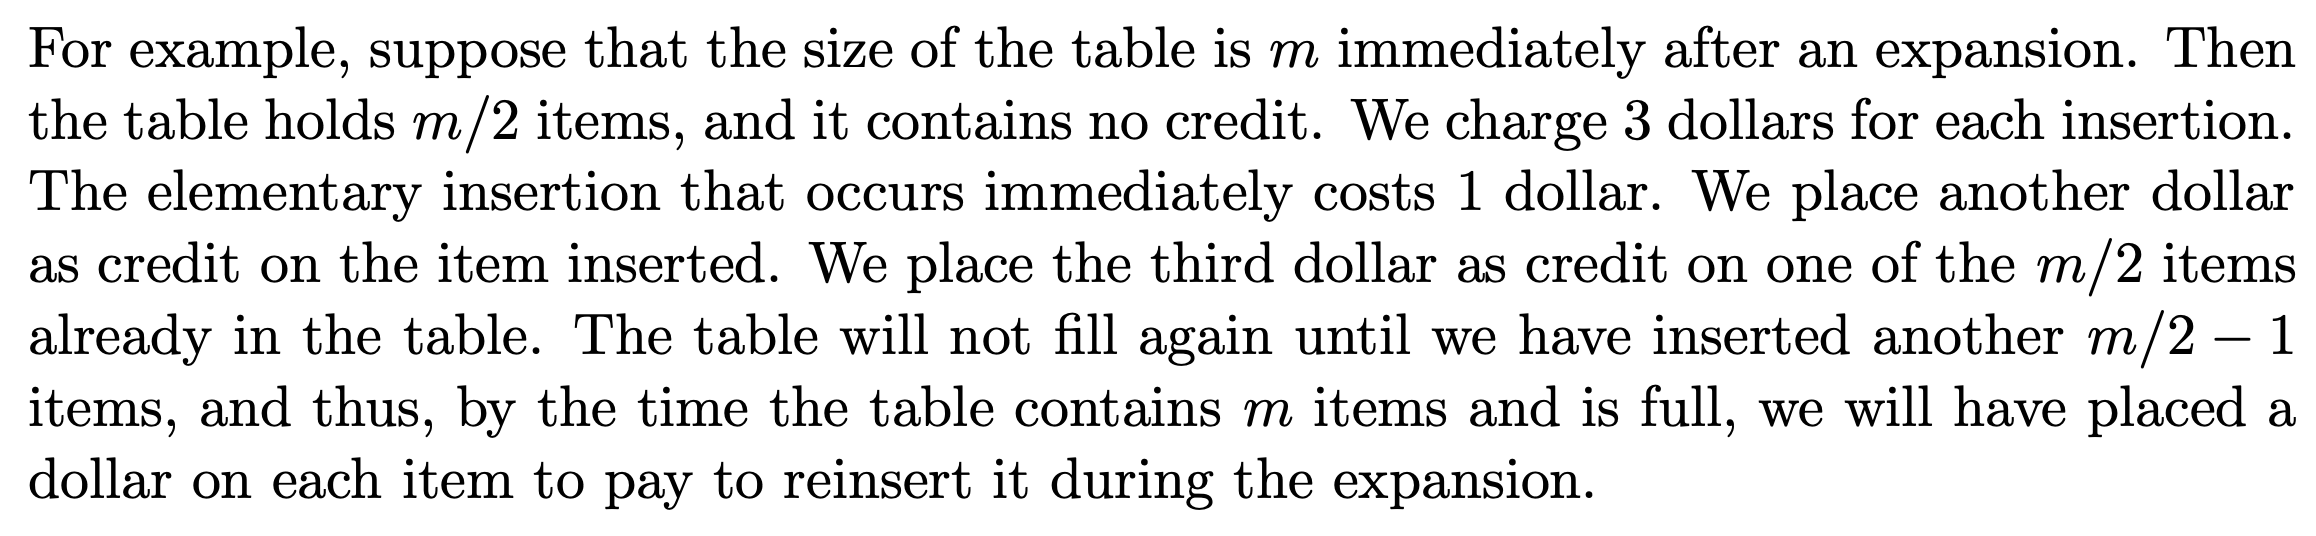 For example, suppose that the size of the table is m immediately after an expansion. Then
the table holds m/2 items, and it contains no credit. We charge 3 dollars for each insertion.
The elementary insertion that occurs immediately costs 1 dollar. We place another dollar
as credit on the item inserted. We place the third dollar as credit on one of the m/2 items
already in the table. The table will not fill again until we have inserted another m/2 − 1
items, and thus, by the time the table contains m items and is full, we will have placed a
dollar on each item to pay to reinsert it during the expansion.